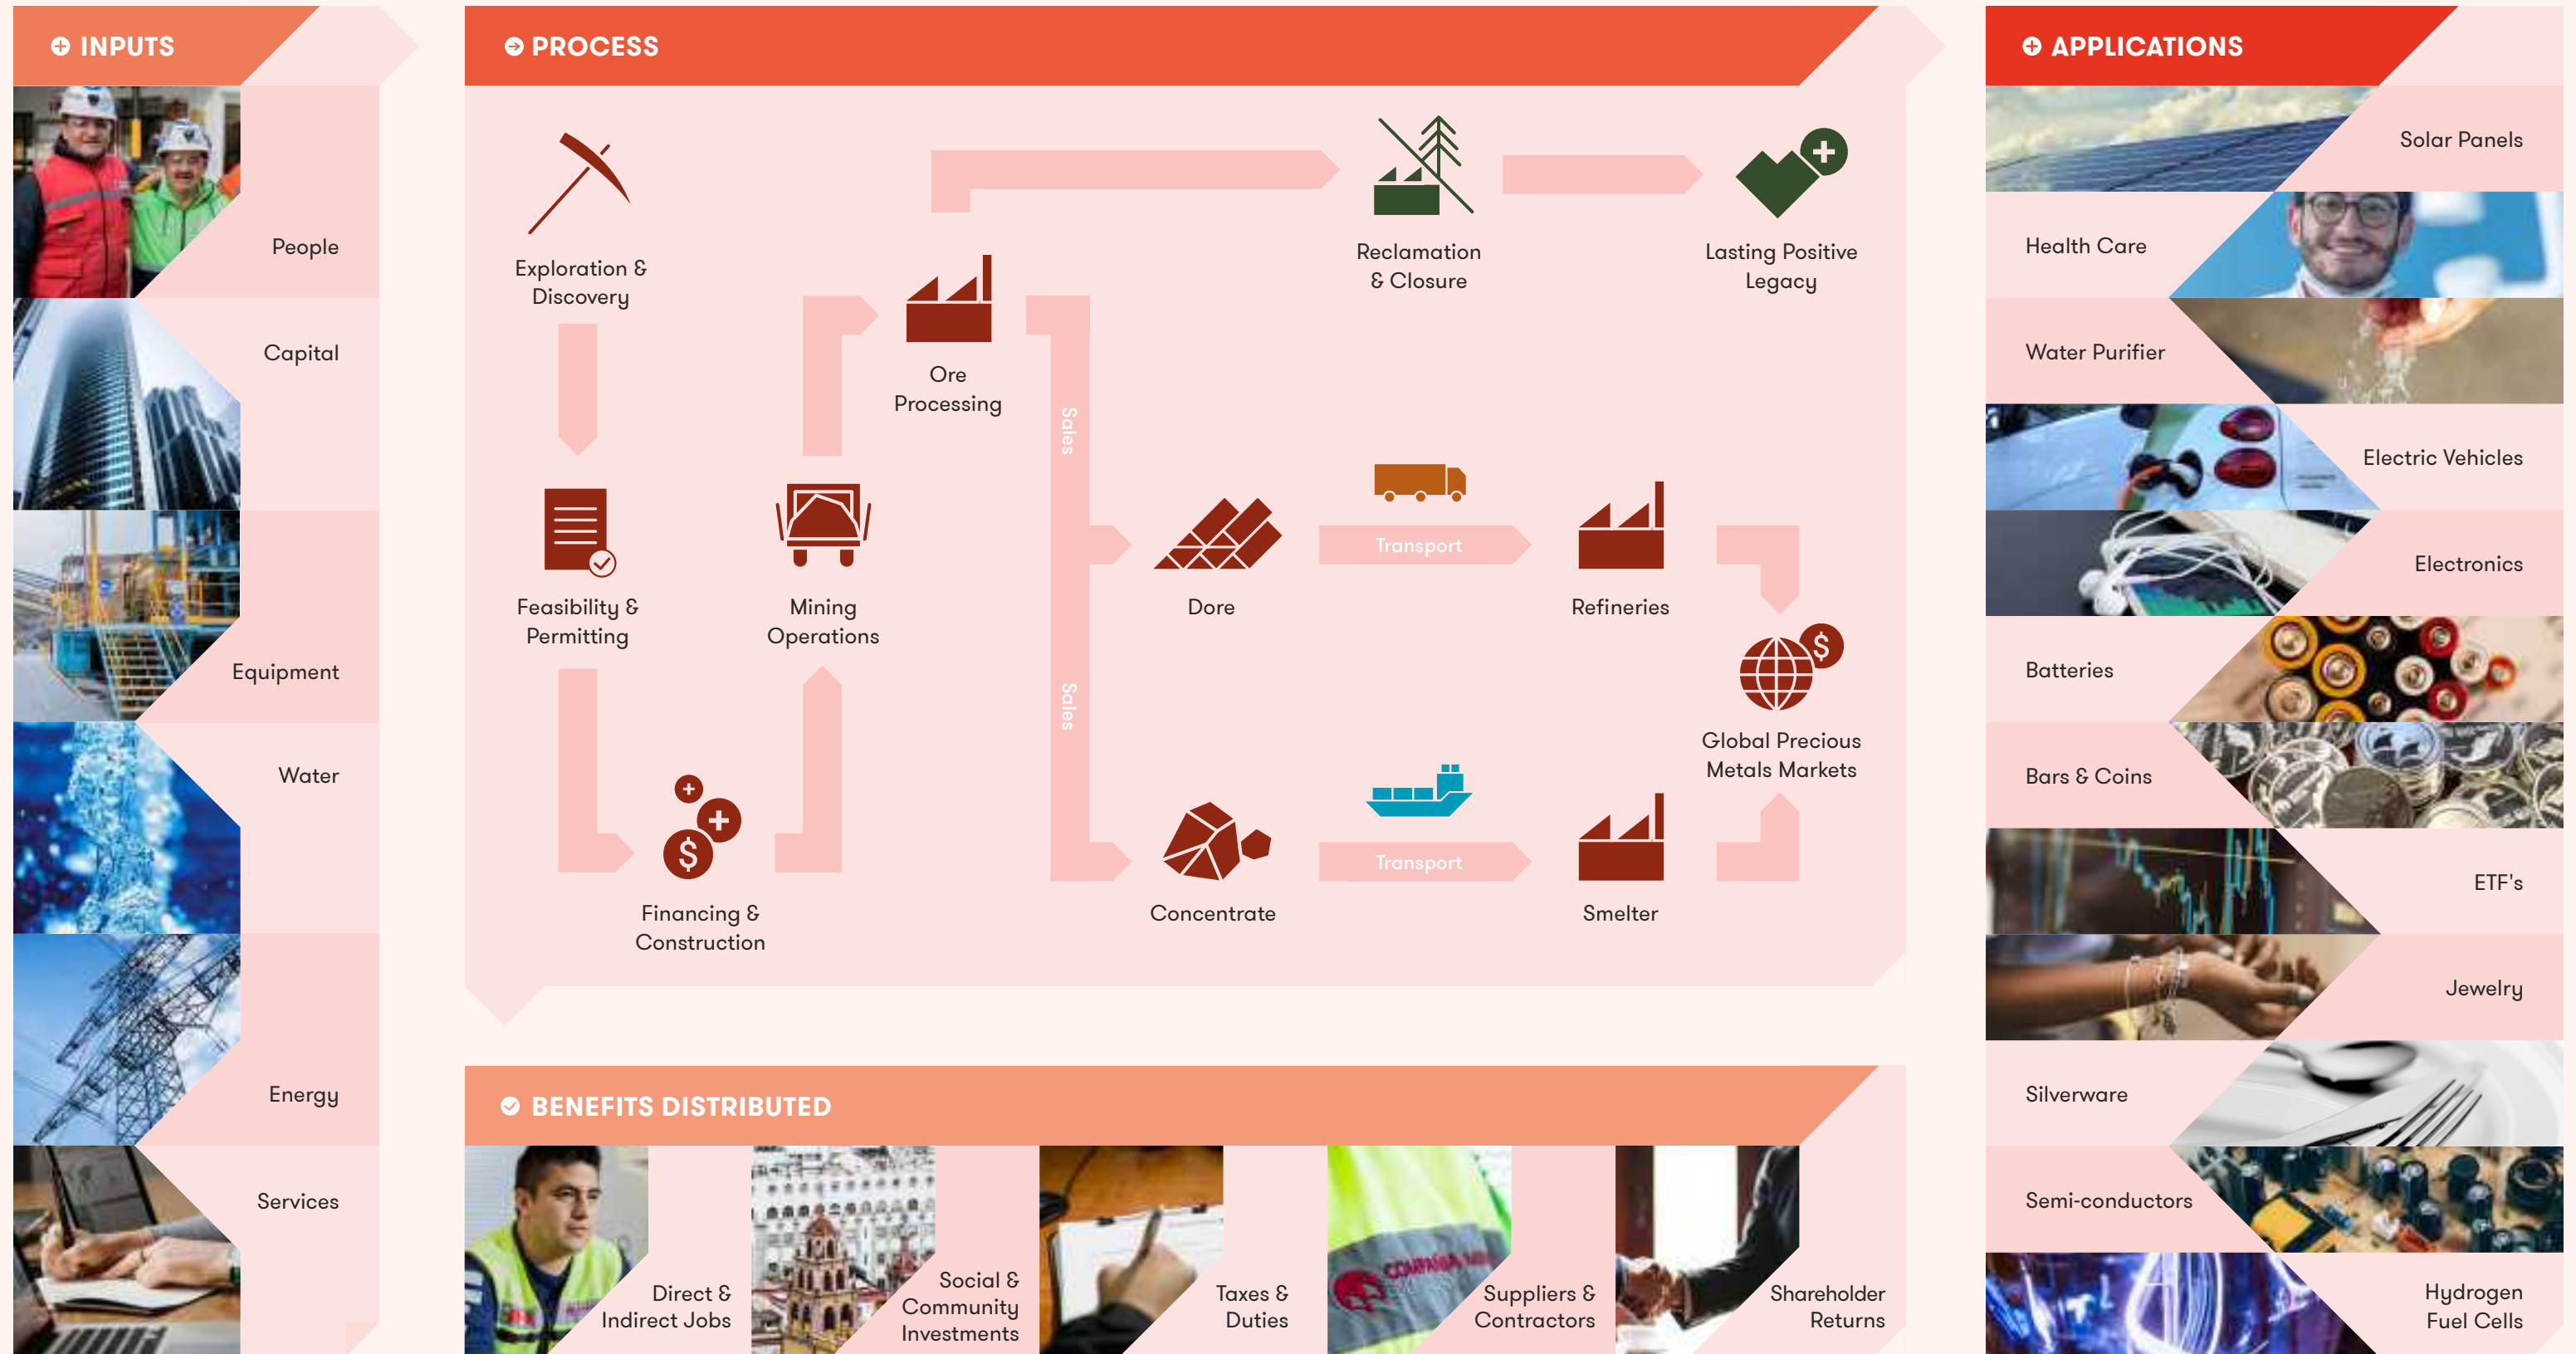 INPUTS
People
Capital
Equipment
Water
Energy
Services
PROCESS
Exploration &
Discovery
Feasibility &
Permitting
Financing &
Construction
Mining
Operations
Ore
Processing
Reclamation
& Closure
Lasting Positive
Legacy
Sales
Sales
Dore
Transport
Refineries
Concentrate
Transport
Smelter
$
Global Precious
Metals Markets
$
BENEFITS DISTRIBUTED
Direct &
Indirect Jobs
Social &
Community
Investments
Taxes &
Duties
COMPAÑIA
Suppliers &
Contractors
Shareholder
Returns
APPLICATIONS
Solar Panels
Health Care
Water Purifier
Electric Vehicles
Electronics
Batteries
Bars & Coins
ETF's
Jewelry
Silverware
Semi-conductors
Hydrogen
Fuel Cells